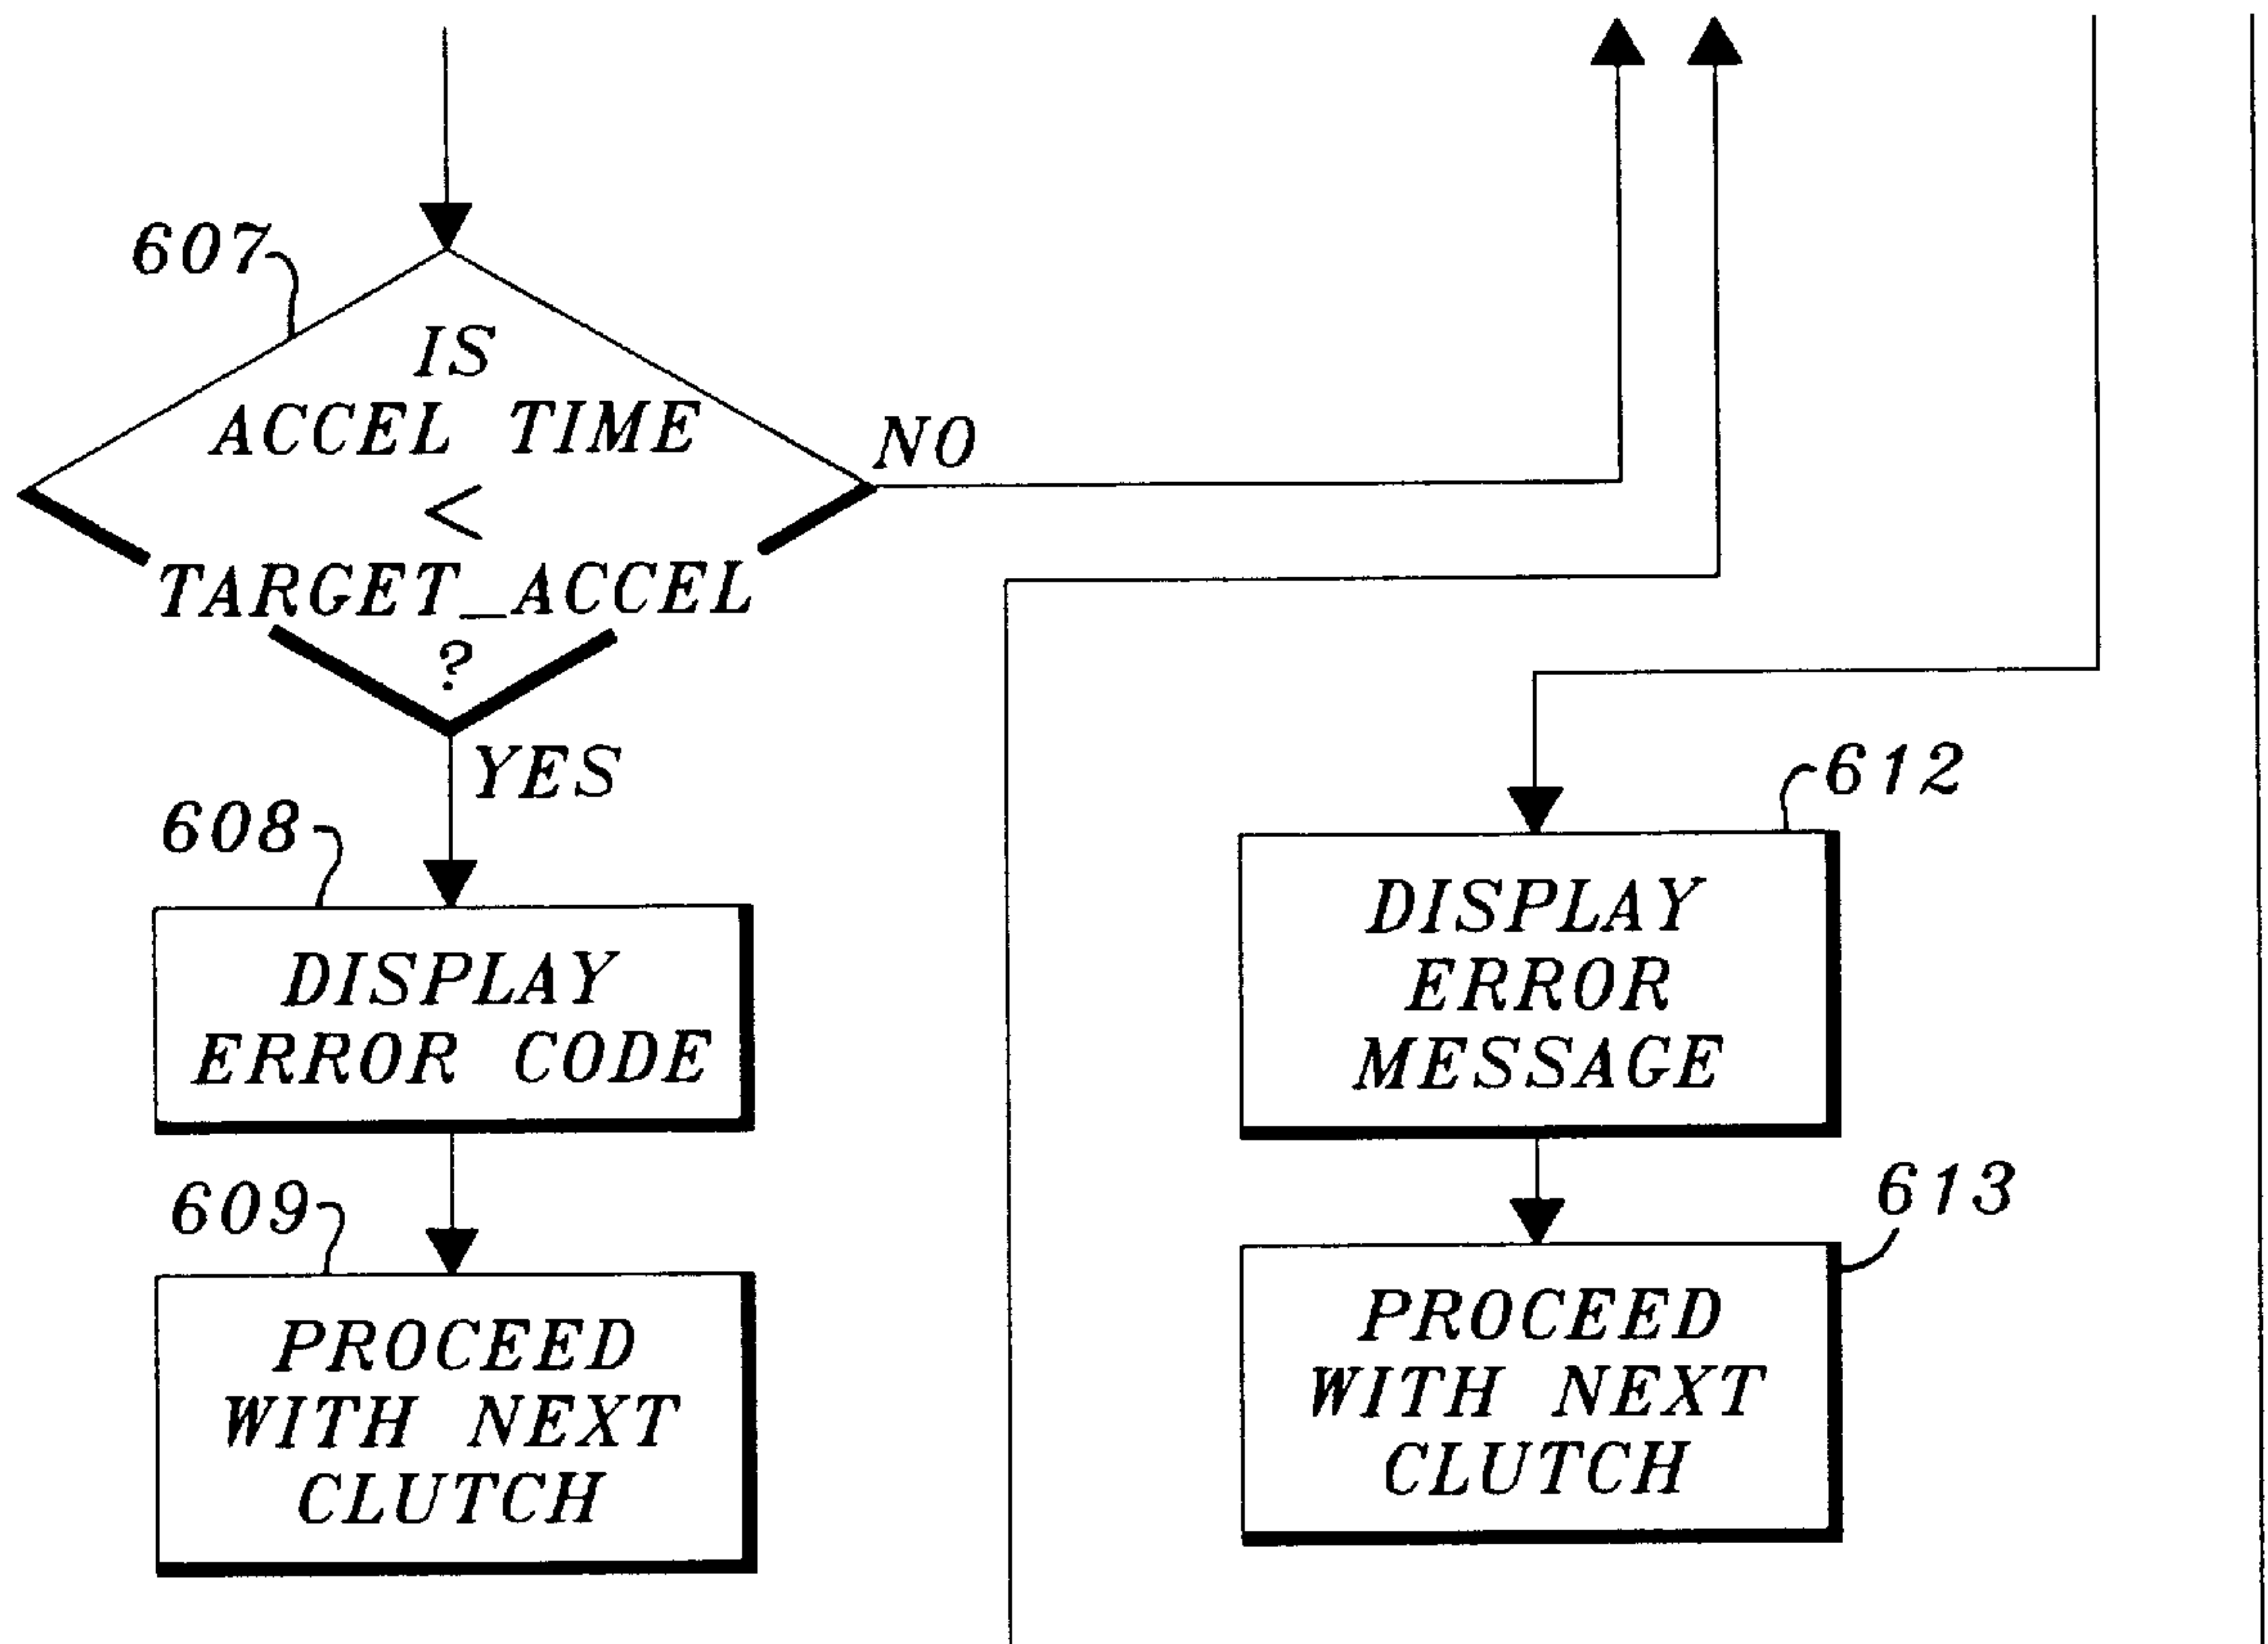 607
IS
ACCEL TIME
<
TARGET_ACCEL
?
NO
YES
608
DISPLAY
ERROR CODE
609
PROCEED
WITH NEXT
CLUTCH
612
DISPLAY
ERROR
MESSAGE
613
PROCEED
WITH NEXT
CLUTCH